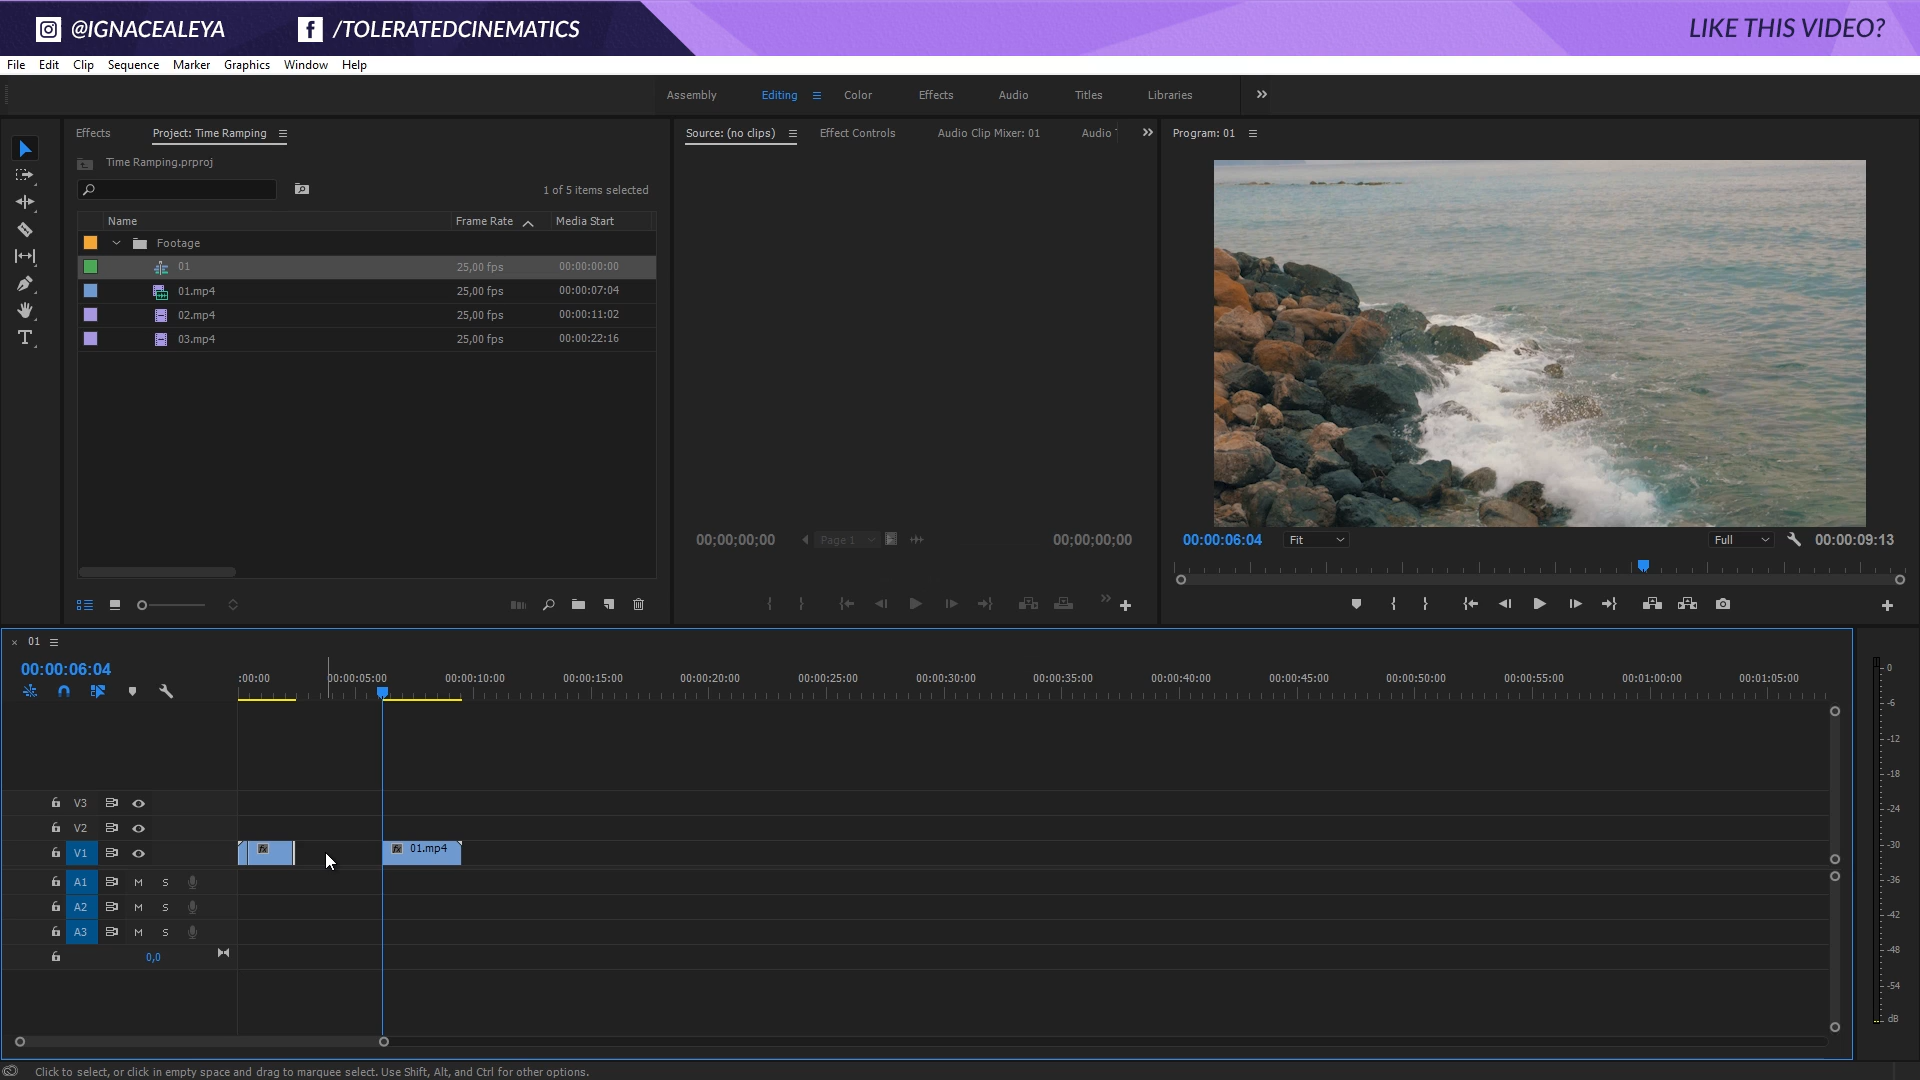 @IGNACEALEYA /TOLERATEDCINEMATICS LIKE THIS VIDEO?
File Edit Clip Sequence Marker Graphics Window Help
Assembly Editing Color Effects Audio Titles Libraries
Effects Project: Time Ramping Source: (no clips) Effect Controls Audio Clip Mixer: 01 Audio Program: 01
Time Ramping.prproj
1 of 5 items selected
Name Frame Rate Media Start
Footage
01 25,00 fps 00:00:00:00
01.mp4 25,00 fps 00:00:07:04
02.mp4 25,00 fps 00:00:11:02
03.mp4 25,00 fps 00:00:22:16
00;00;00;00 Page 1 00;00;00;00 00:00:06:04 Fit Full 00:00:09:13
01
00:00:06:04
:00:00 00:00:05:00 00:00:10:00 00:00:15:00 00:00:20:00 00:00:25:00 00:00:30:00 00:00:35:00 00:00:40:00 00:00:45:00 00:00:50:00 00:00:55:00 00:01:00:00 00:01:05:00
V3
V2
V1 fx fx 01.mp4
A1 M S
A2 M S
A3 M S
0,0
0
-6
-12
-18
-24
-30
-36
-42
-48
-54
dB
Click to select, or click in empty space and drag to marquee select. Use Shift, Alt, and Ctrl for other options.